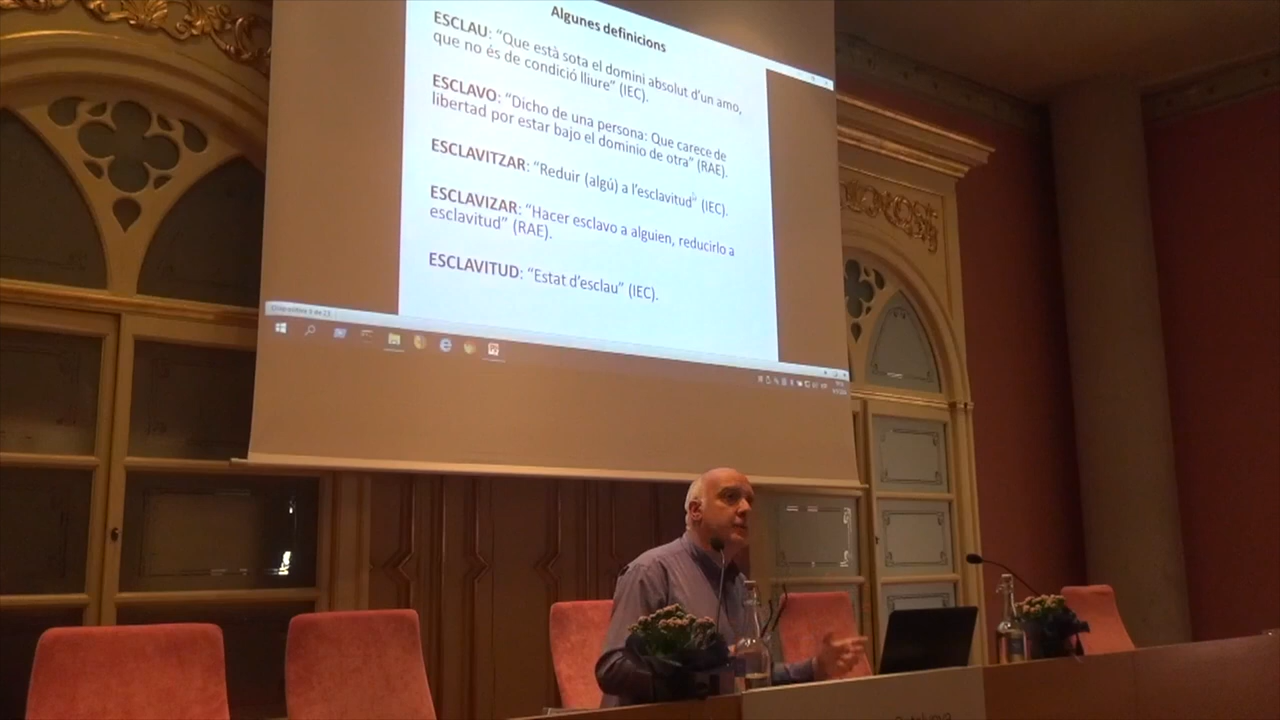 Algunes definicions
ESCLAU: “Que està sota el domini absolut d’un amo,
que no és de condició lliure” (IEC).
ESCLAVO: “Dicho de una persona: Que carece de
libertad por estar bajo el dominio de otra” (RAE).
ESCLAVITZAR: “Reduir (algú) a l’esclavitud” (IEC).
ESCLAVIZAR: “Hacer esclavo a alguien, reducirlo a
esclavitud” (RAE).
ESCLAVITUD: “Estat d’esclau” (IEC).